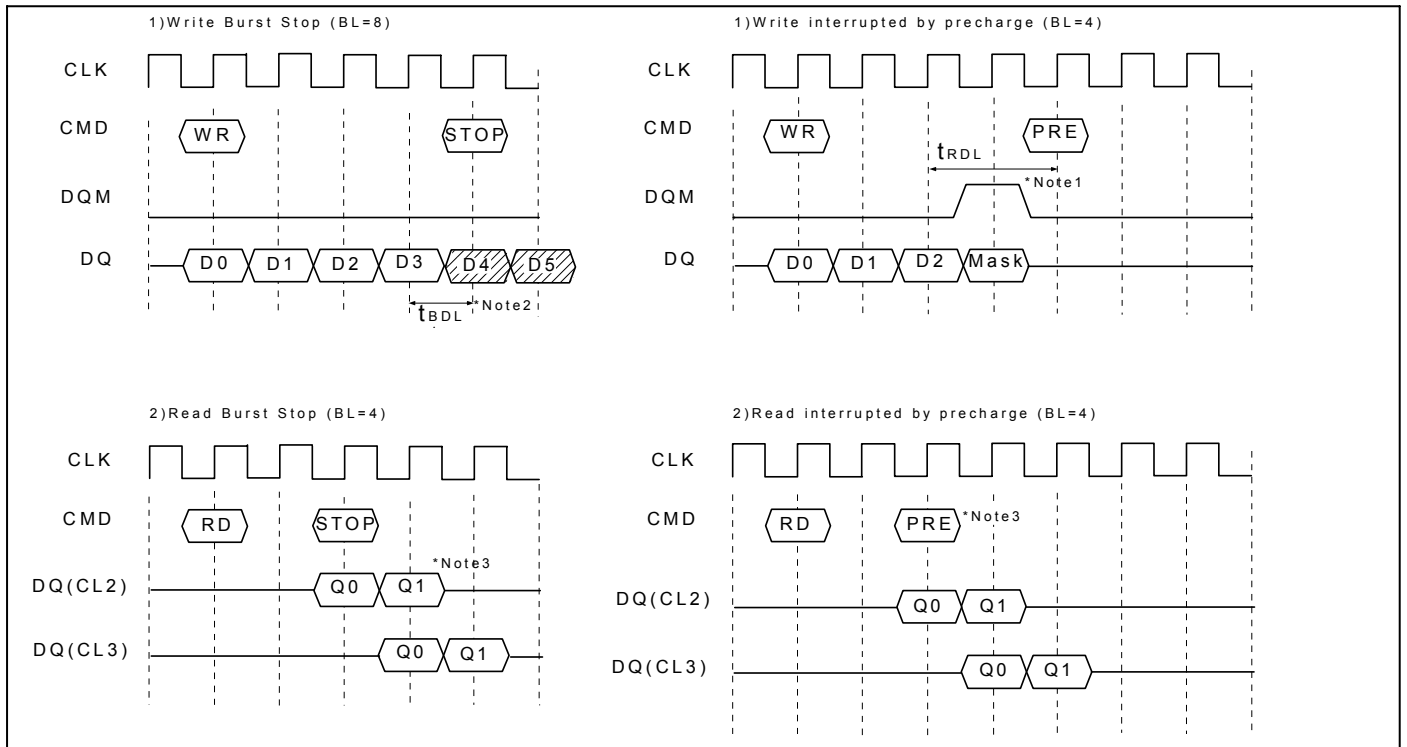 1)Write Burst Stop (BL=8)
CLK
CMD
WR
STOP
DQM
DQ
D0
D1
D2
D3
D4
D5
tBDL
*Note2
1)Write interrupted by precharge (BL=4)
CLK
CMD
WR
PRE
tRDL
*Note1
DQM
DQ
D0
D1
D2
Mask
2)Read Burst Stop (BL=4)
CLK
CMD
RD
STOP
*Note3
DQ(CL2)
Q0
Q1
DQ(CL3)
Q0
Q1
2)Read interrupted by precharge (BL=4)
CLK
CMD
RD
PRE
*Note3
DQ(CL2)
Q0
Q1
DQ(CL3)
Q0
Q1